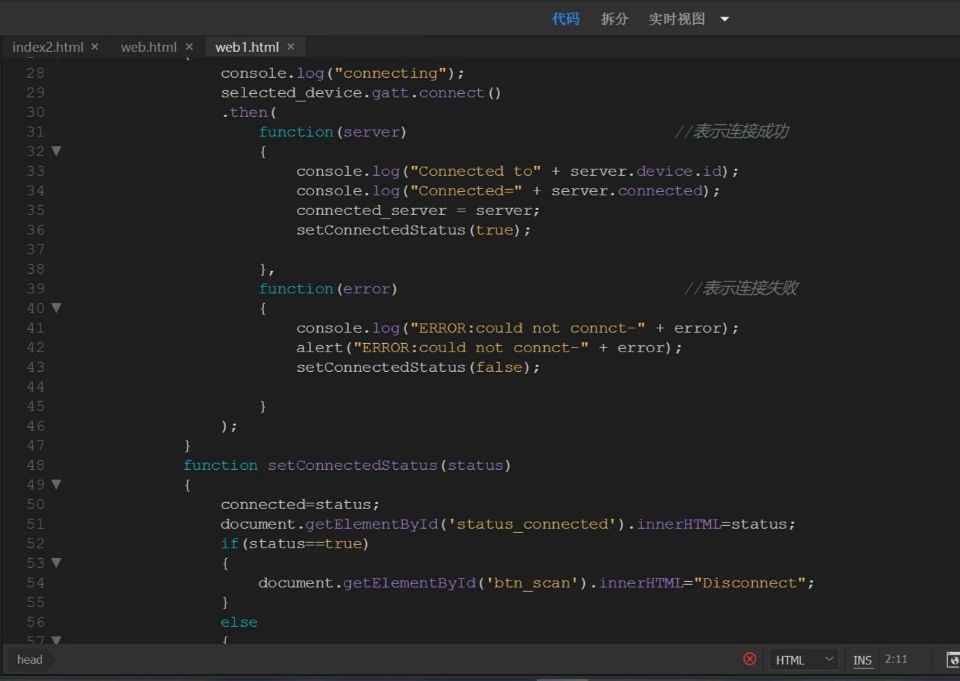 代码 拆分 实时视图
index2.html × web.html × web1.html ×
28 console.log("connecting");
29 selected_device.gatt.connect()
30 .then(
31 function(server) //表示连接成功
32 {
33 console.log("Connected to" + server.device.id);
34 console.log("Connected=" + server.connected);
35 connected_server = server;
36 setConnectedStatus(true);
37
38 },
39 function(error) //表示连接失败
40 {
41 console.log("ERROR:could not connct-" + error);
42 alert("ERROR:could not connct-" + error);
43 setConnectedStatus(false);
44
45 }
46 );
47 }
48 function setConnectedStatus(status)
49 {
50 connected=status;
51 document.getElementById('status_connected').innerHTML=status;
52 if(status==true)
53 {
54 document.getElementById('btn_scan').innerHTML="Disconnect";
55 }
56 else
57 {
head HTML INS 2:11